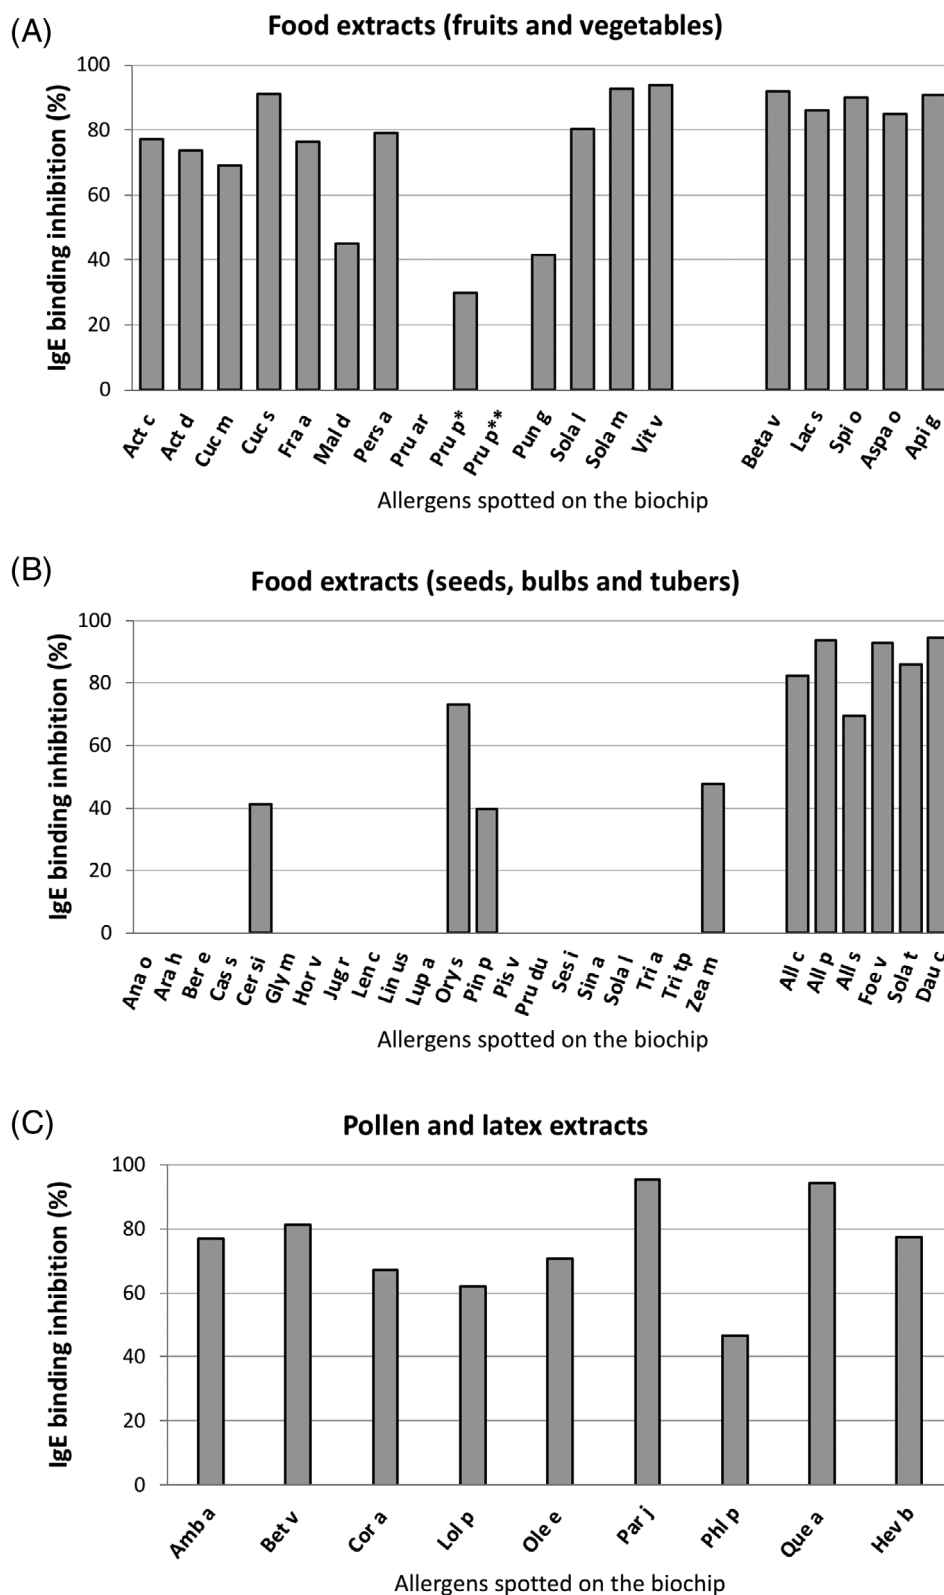 (A)
Food extracts (fruits and vegetables)
IgE binding inhibition (%)
100
80
60
40
20
0
Act c
Act d
Cuc m
Cuc s
Fra a
Mal d
Pers a
Pru ar
Pru p*
Pru p**
Pun g
Sola l
Sola m
Vit v
Beta v
Lac s
Spi o
Aspa o
Api g
Allergens spotted on the biochip
(B)
Food extracts (seeds, bulbs and tubers)
IgE binding inhibition (%)
100
80
60
40
20
0
Ana o
Ara h
Ber e
Cas s
Cer si
Gly m
Hor v
Jug r
Len c
Lin us
Lup a
Ory s
Pin p
Pis v
Pru du
Ses i
Sin a
Sola l
Tri a
Tri tp
Zea m
All c
All p
All s
Foe v
Sola t
Dau c
Allergens spotted on the biochip
(C)
Pollen and latex extracts
IgE binding inhibition (%)
100
80
60
40
20
0
Amb a
Bet v
Cor a
Lol p
Ole e
Par j
Phl p
Que a
Hev b
Allergens spotted on the biochip